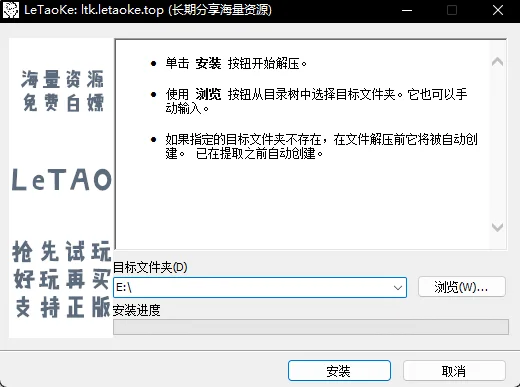 LeTaoKe: ltk.letaoke.top (长期分享海量资源)
海量资源
免费白嫖
LeTAO
抢先试玩
好玩再买
支持正版
单击 安装 按钮开始解压。
使用 浏览 按钮从目录树中选择目标文件夹。它也可以手
动输入。
如果指定的目标文件夹不存在，在文件解压前它将被自动创
建。 已在提取之前自动创建。
目标文件夹(D)
E:\
浏览(W)...
安装进度
安装
取消